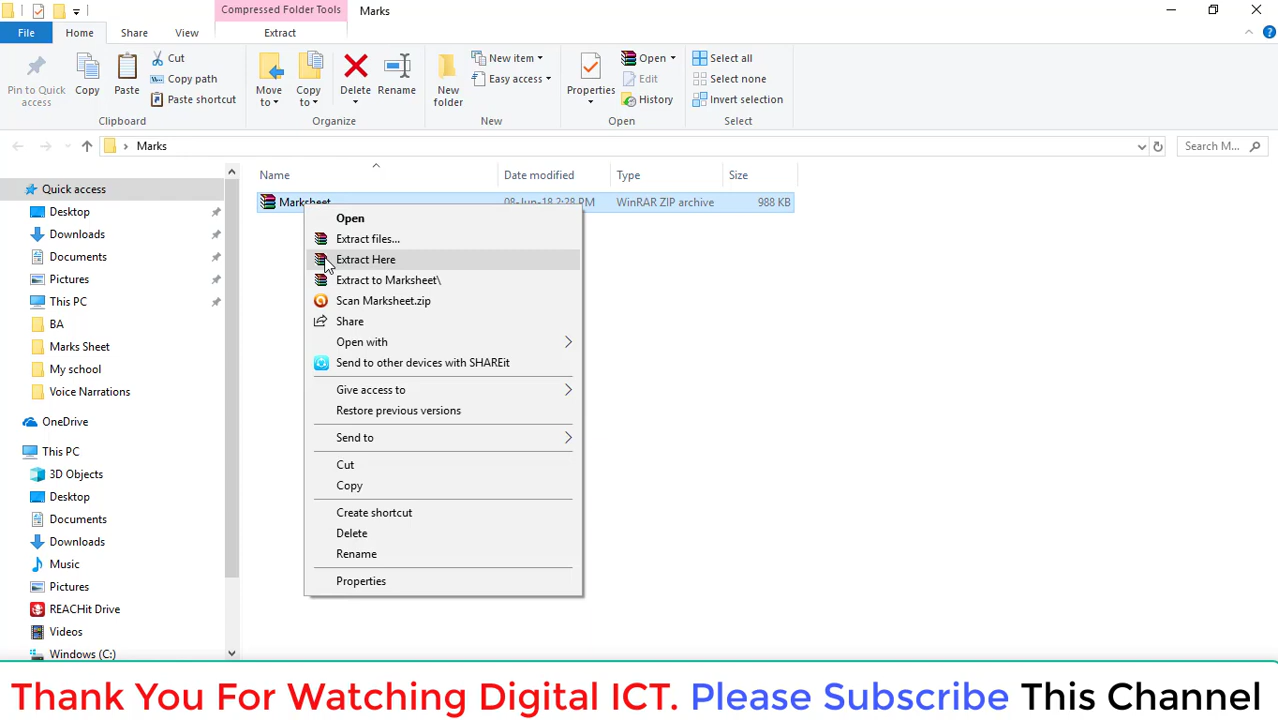 Compressed Folder Tools
Marks
File
Home
Share
View
Extract
Pin to Quick access
Copy
Paste
Cut
Copy path
Paste shortcut
Clipboard
Move to
Copy to
Delete
Rename
Organize
New folder
New item
Easy access
New
Properties
Open
Edit
History
Open
Select all
Select none
Invert selection
Select
Marks
Search M...
Name
Date modified
Type
Size
Marksheet
08-Jun-18 2:28 PM
WinRAR ZIP archive
988 KB
Quick access
Desktop
Downloads
Documents
Pictures
This PC
BA
Marks Sheet
My school
Voice Narrations
OneDrive
This PC
3D Objects
Desktop
Documents
Downloads
Music
Pictures
REACHit Drive
Videos
Windows (C:)
Open
Extract files...
Extract Here
Extract to Marksheet\
Scan Marksheet.zip
Share
Open with
Send to other devices with SHAREit
Give access to
Restore previous versions
Send to
Cut
Copy
Create shortcut
Delete
Rename
Properties
Thank You For Watching Digital ICT. Please Subscribe This Channel